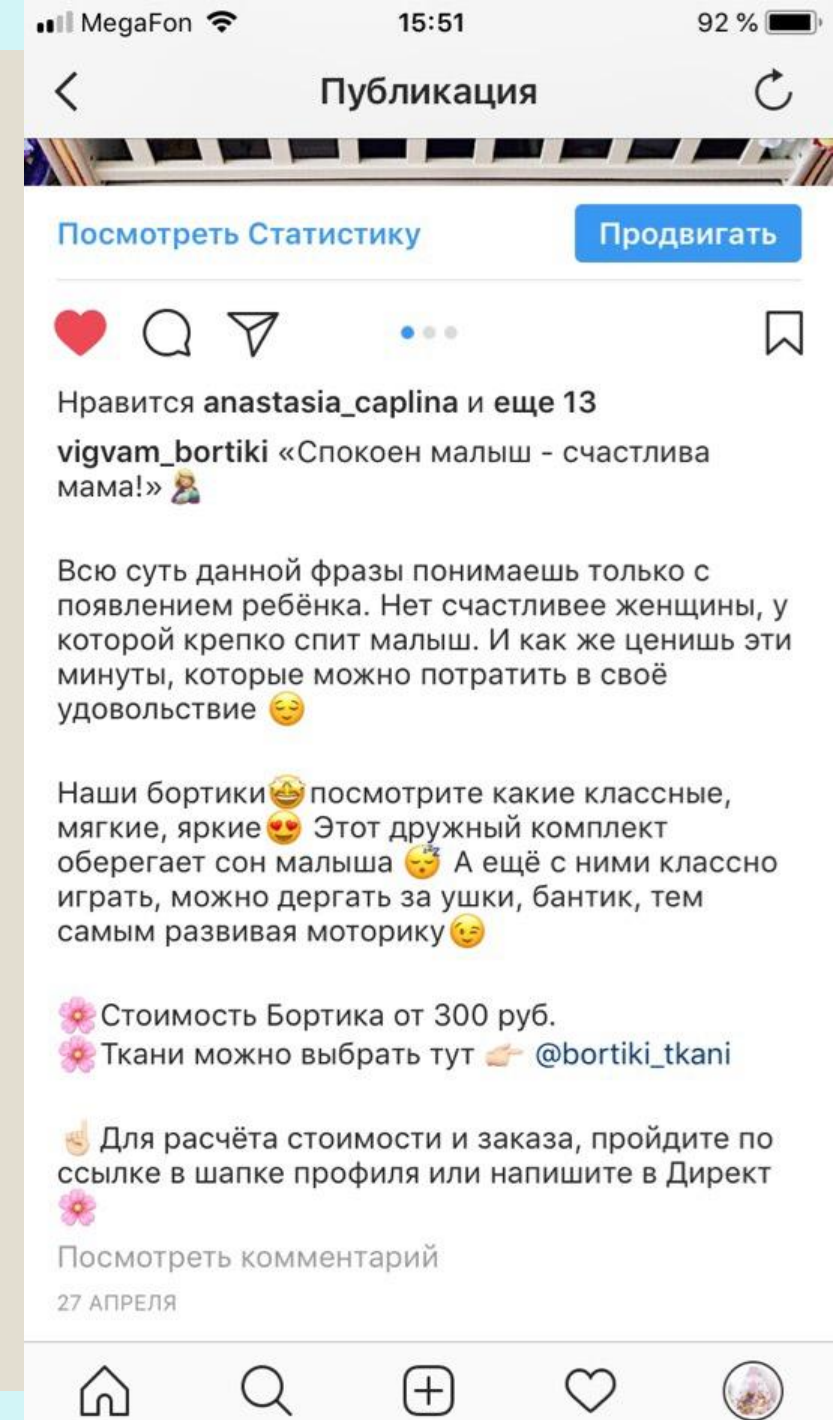 MegaFon 15:51 92 %
Публикация
Посмотреть Статистику Продвигать
Нравится anastasia_caplina и еще 13
vigvam_bortiki «Спокоен малыш - счастлива
мама!» 🤱🏼
Всю суть данной фразы понимаешь только с
появлением ребёнка. Нет счастливее женщины, у
которой крепко спит малыш. И как же ценишь эти
минуты, которые можно потратить в своё
удовольствие 😌
Наши бортики🤩посмотрите какие классные,
мягкие, яркие😍 Этот дружный комплект
оберегает сон малыша 😴 А ещё с ними классно
играть, можно дергать за ушки, бантик, тем
самым развивая моторику😉
🌸Стоимость Бортика от 300 руб.
🌸Ткани можно выбрать тут 👉🏻 @bortiki_tkani
☝🏻Для расчёта стоимости и заказа, пройдите по
ссылке в шапке профиля или напишите в Директ
🌸
Посмотреть комментарий
27 АПРЕЛЯ